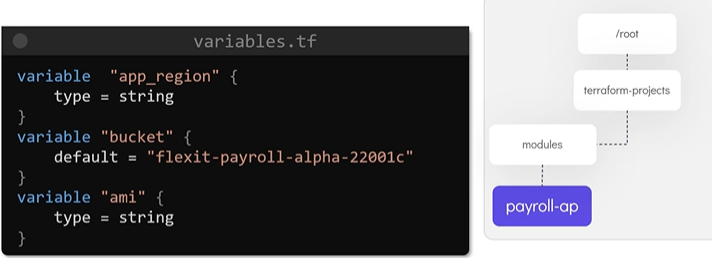 variables.tf
variable  "app_region" {
    type = string
}
variable "bucket" {
    default = "flexit-payroll-alpha-22001c"
}
variable "ami" {
    type = string
}
/root
terraform-projects
modules
payroll-ap